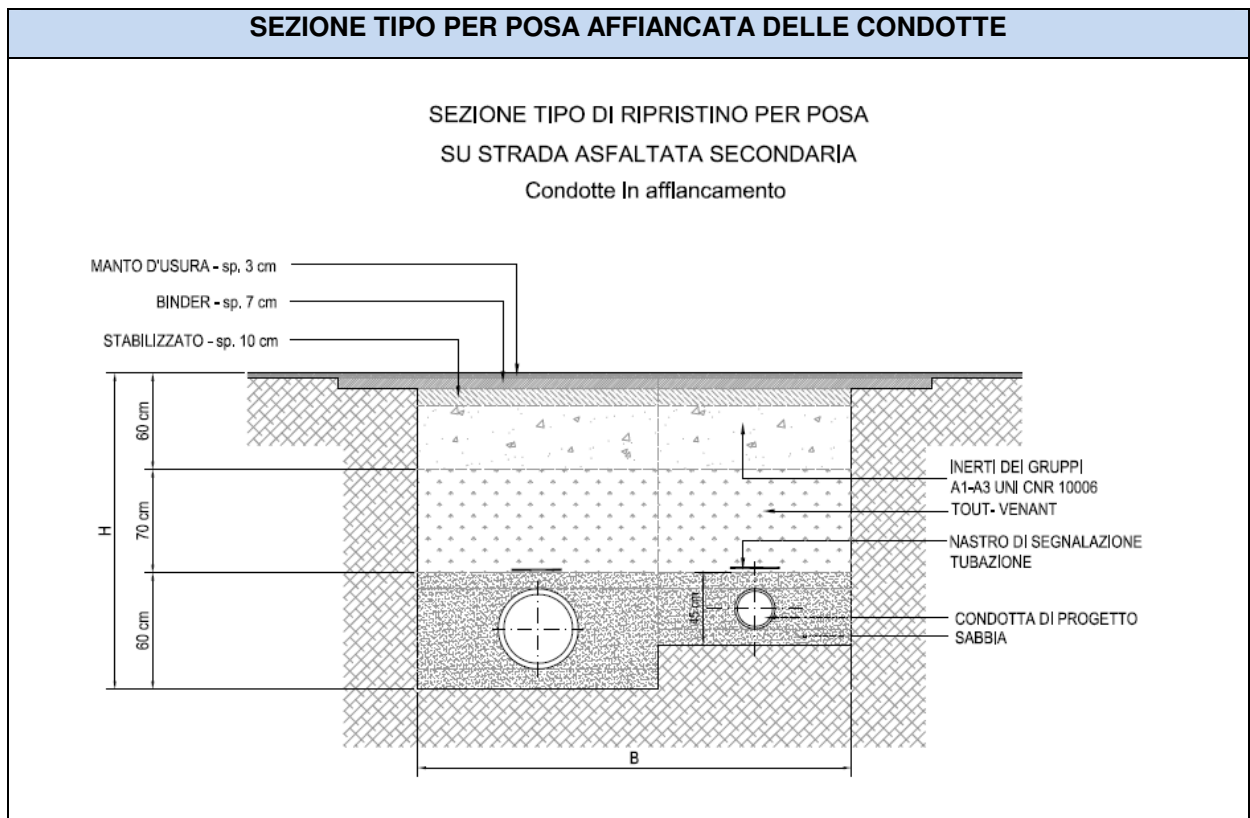 SEZIONE TIPO PER POSA AFFIANCATA DELLE CONDOTTE
SEZIONE TIPO DI RIPRISTINO PER POSA
SU STRADA ASFALTATA SECONDARIA
Condotte In affiancamento
MANTO D'USURA - sp. 3 cm
BINDER - sp. 7 cm
STABILIZZATO - sp. 10 cm
60 cm
70 cm
H
60 cm
45 cm
INERTI DEI GRUPPI
A1-A3 UNI CNR 10006
TOUT- VENANT
NASTRO DI SEGNALAZIONE
TUBAZIONE
CONDOTTA DI PROGETTO
SABBIA
B